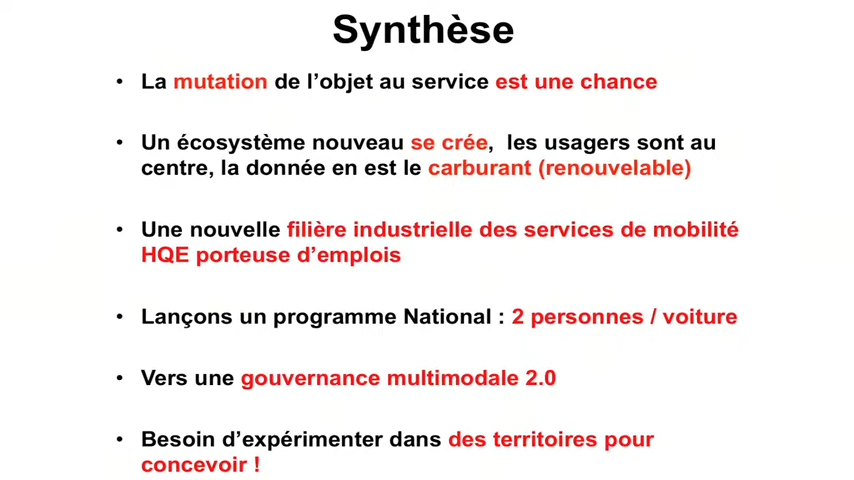 Synthèse
• La mutation de l’objet au service est une chance
• Un écosystème nouveau se crée, les usagers sont au
centre, la donnée en est le carburant (renouvelable)
• Une nouvelle filière industrielle des services de mobilité
HQE porteuse d’emplois
• Lançons un programme National : 2 personnes / voiture
• Vers une gouvernance multimodale 2.0
• Besoin d’expérimenter dans des territoires pour
concevoir !